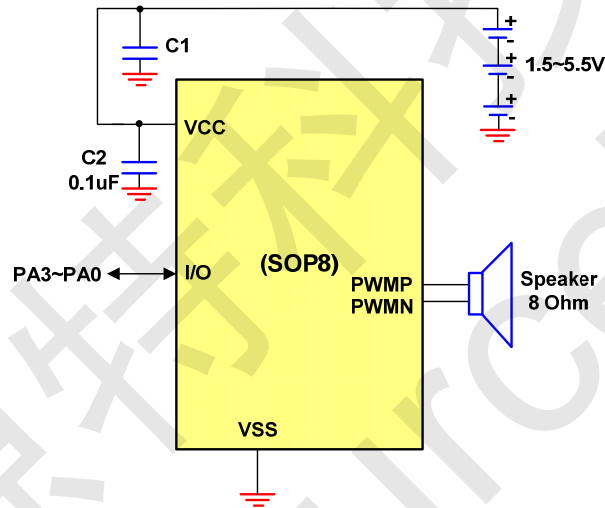 C1
+
-
+
-
+
-
1.5~5.5V
VCC
C2
0.1uF
PA3~PA0
I/O
(SOP8)
PWMP
PWMN
Speaker
8 Ohm
VSS